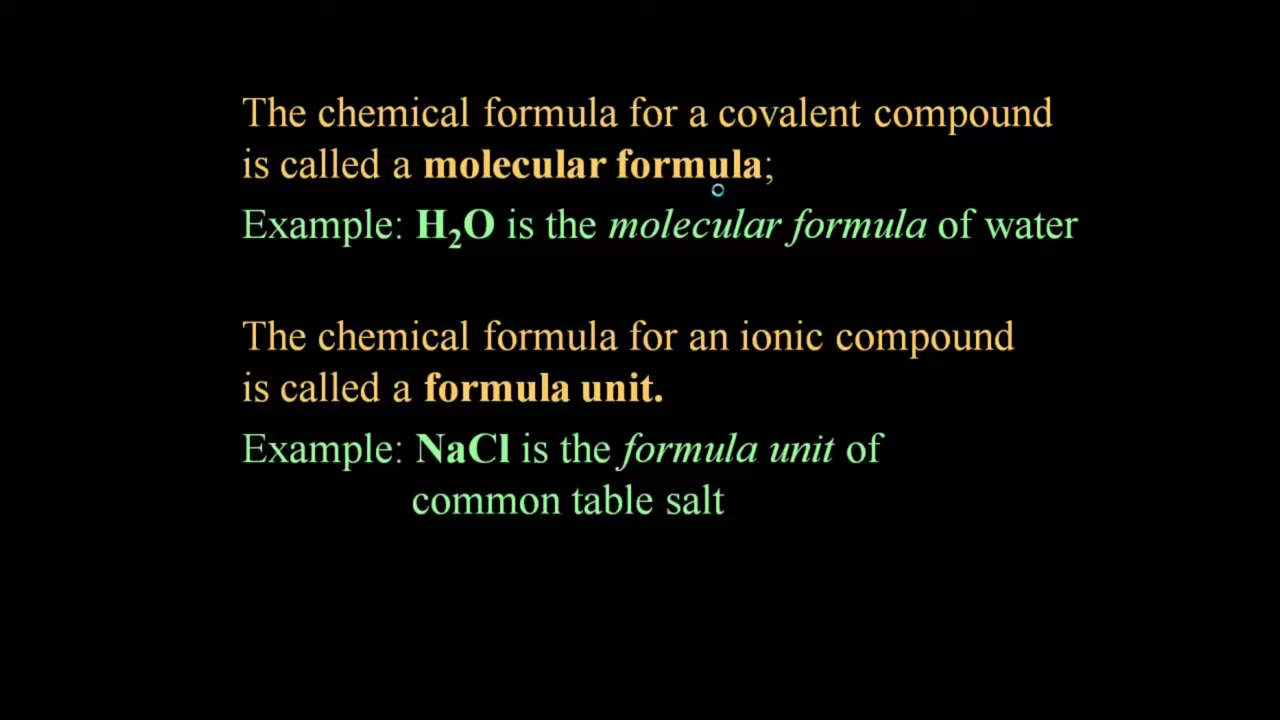 The chemical formula for a covalent compound
is called a molecular formula;
Example: H₂O is the molecular formula of water
The chemical formula for an ionic compound
is called a formula unit.
Example: NaCl is the formula unit of
common table salt